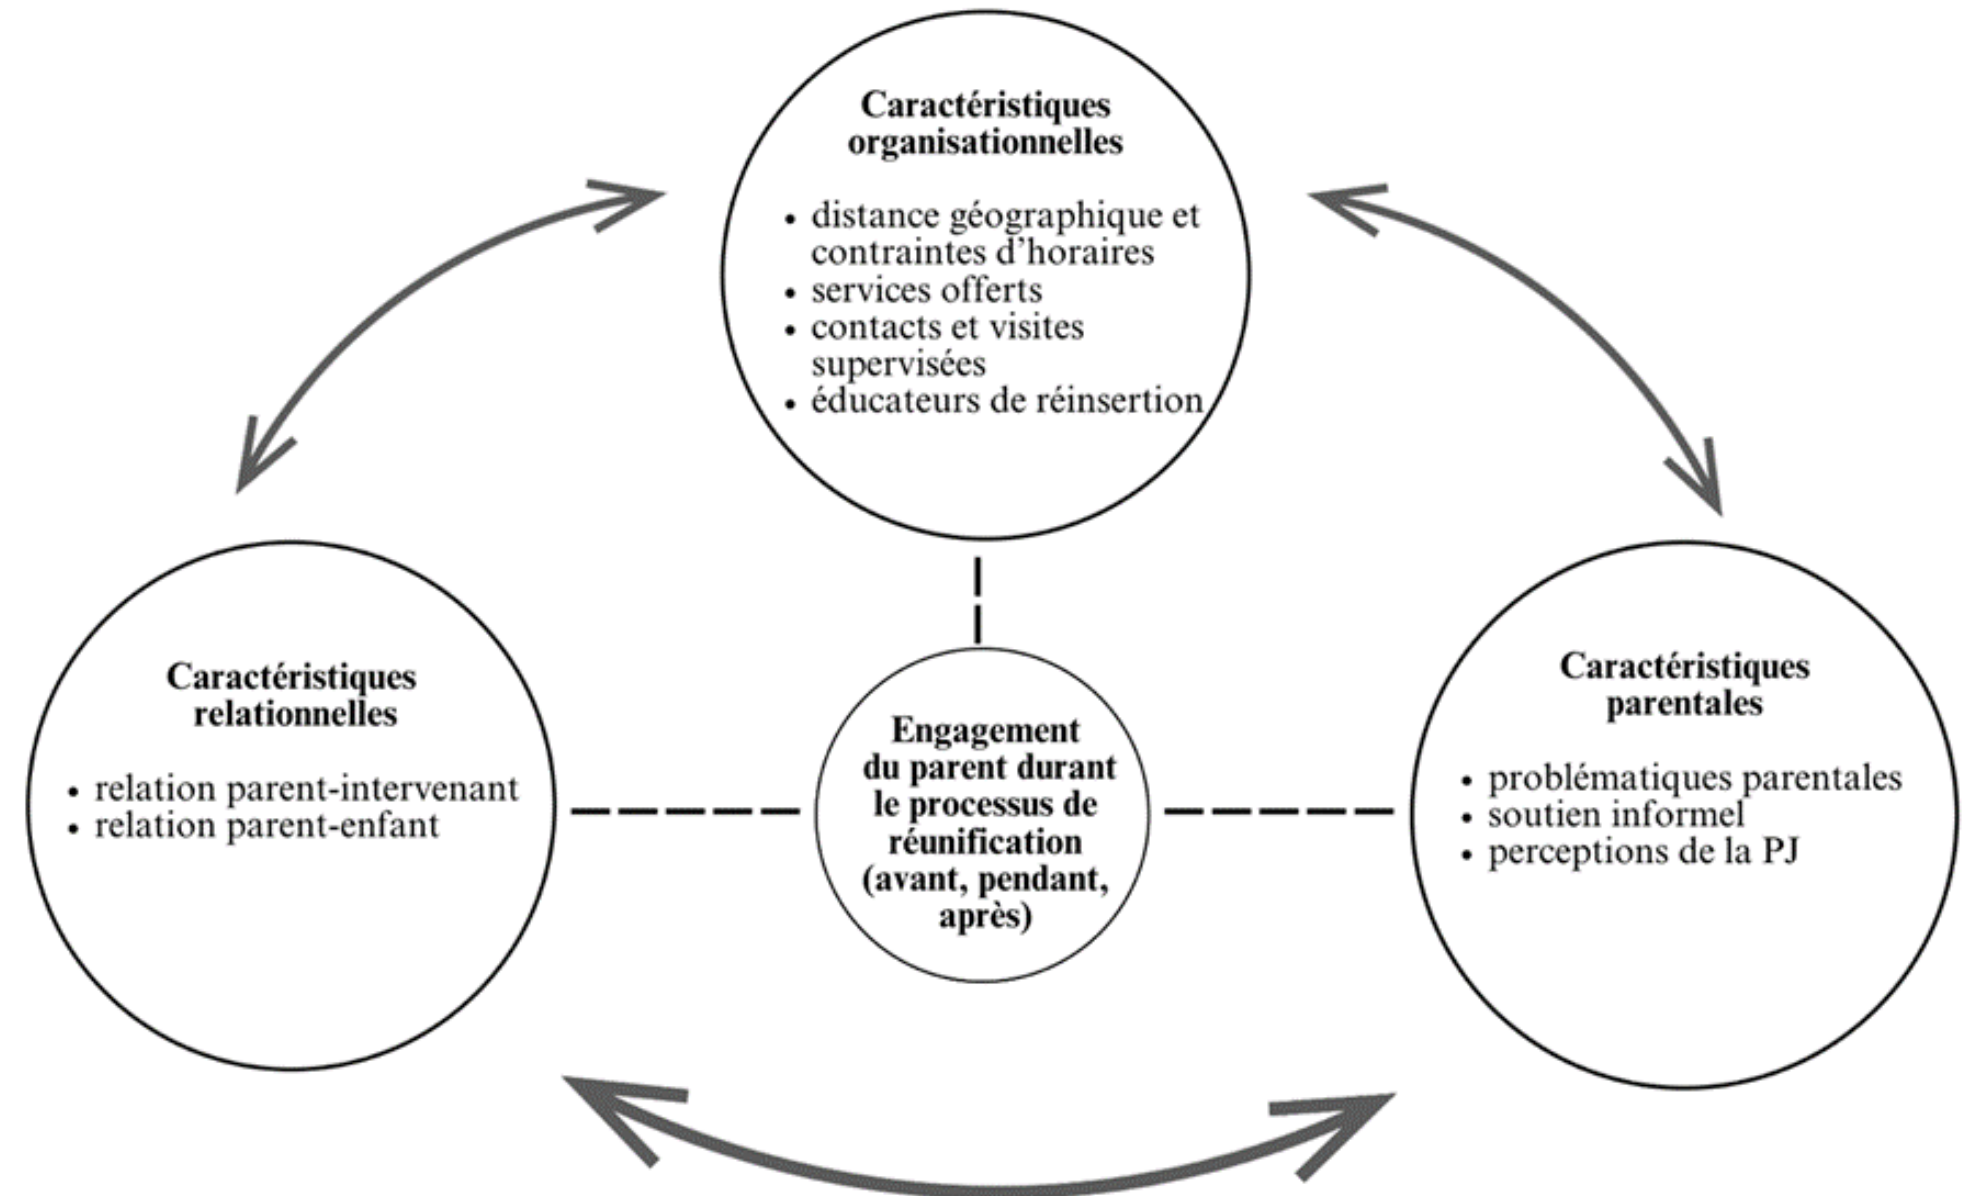 Caractéristiques
organisationnelles
• distance géographique et
contraintes d'horaires
• services offerts
• contacts et visites
supervisées
• éducateurs de réinsertion
Caractéristiques
relationnelles
• relation parent-intervenant
• relation parent-enfant
Engagement
du parent durant
le processus de
réunification
(avant, pendant,
après)
Caractéristiques
parentales
• problématiques parentales
• soutien informel
• perceptions de la PJ